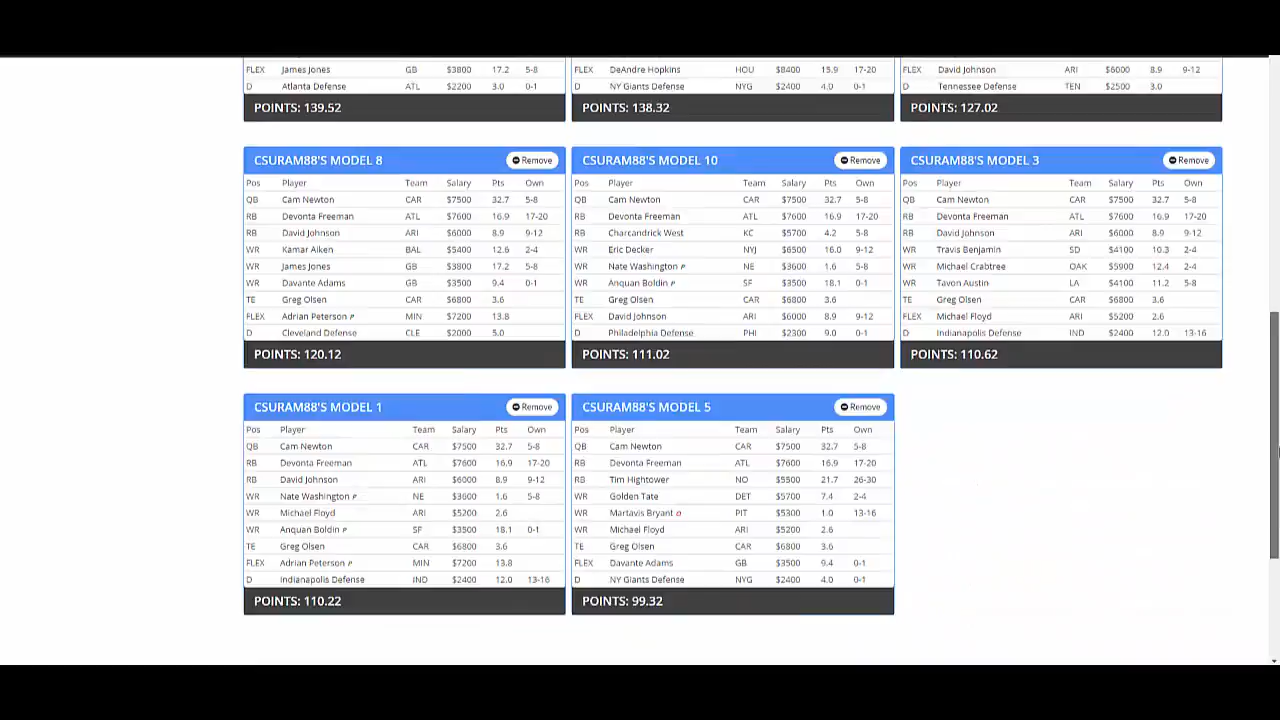 FLEX James Jones GB $3800 17.2 5-8
D Atlanta Defense ATL $2200 3.0 0-1
POINTS: 139.52
FLEX DeAndre Hopkins HOU $8400 15.9 17-20
D NY Giants Defense NYG $2400 4.0 0-1
POINTS: 138.32
FLEX David Johnson ARI $6000 8.9 9-12
D Tennessee Defense TEN $2500 3.0
POINTS: 127.02
CSURAM88'S MODEL 8 Remove
Pos Player Team Salary Pts Own
QB Cam Newton CAR $7500 32.7 5-8
RB Devonta Freeman ATL $7600 16.9 17-20
RB David Johnson ARI $6000 8.9 9-12
WR Kamar Aiken BAL $5400 12.6 2-4
WR James Jones GB $3800 17.2 5-8
WR Davante Adams GB $3500 9.4 0-1
TE Greg Olsen CAR $6800 3.6
FLEX Adrian Peterson P MIN $7200 13.8
D Cleveland Defense CLE $2000 5.0
POINTS: 120.12
CSURAM88'S MODEL 10 Remove
Pos Player Team Salary Pts Own
QB Cam Newton CAR $7500 32.7 5-8
RB Devonta Freeman ATL $7600 16.9 17-20
RB Charcandrick West KC $5700 4.2 5-8
WR Eric Decker NYJ $6500 16.0 9-12
WR Nate Washington P NE $3600 1.6 5-8
WR Anquan Boldin P SF $3500 18.1 0-1
TE Greg Olsen CAR $6800 3.6
FLEX David Johnson ARI $6000 8.9 9-12
D Philadelphia Defense PHI $2300 9.0 0-1
POINTS: 111.02
CSURAM88'S MODEL 3 Remove
Pos Player Team Salary Pts Own
QB Cam Newton CAR $7500 32.7 5-8
RB Devonta Freeman ATL $7600 16.9 17-20
RB David Johnson ARI $6000 8.9 9-12
WR Travis Benjamin SD $4100 10.3 2-4
WR Michael Crabtree OAK $5900 12.4 2-4
WR Tavon Austin LA $4100 11.2 5-8
TE Greg Olsen CAR $6800 3.6
FLEX Michael Floyd ARI $5200 2.6
D Indianapolis Defense IND $2400 12.0 13-16
POINTS: 110.62
CSURAM88'S MODEL 1 Remove
Pos Player Team Salary Pts Own
QB Cam Newton CAR $7500 32.7 5-8
RB Devonta Freeman ATL $7600 16.9 17-20
RB David Johnson ARI $6000 8.9 9-12
WR Nate Washington P NE $3600 1.6 5-8
WR Michael Floyd ARI $5200 2.6
WR Anquan Boldin P SF $3500 18.1 0-1
TE Greg Olsen CAR $6800 3.6
FLEX Adrian Peterson P MIN $7200 13.8
D Indianapolis Defense IND $2400 12.0 13-16
POINTS: 110.22
CSURAM88'S MODEL 5 Remove
Pos Player Team Salary Pts Own
QB Cam Newton CAR $7500 32.7 5-8
RB Devonta Freeman ATL $7600 16.9 17-20
RB Tim Hightower NO $5500 21.7 26-30
WR Golden Tate DET $5700 7.4 2-4
WR Martavis Bryant O PIT $5300 1.0 13-16
WR Michael Floyd ARI $5200 2.6
TE Greg Olsen CAR $6800 3.6
FLEX Davante Adams GB $3500 9.4 0-1
D NY Giants Defense NYG $2400 4.0 0-1
POINTS: 99.32